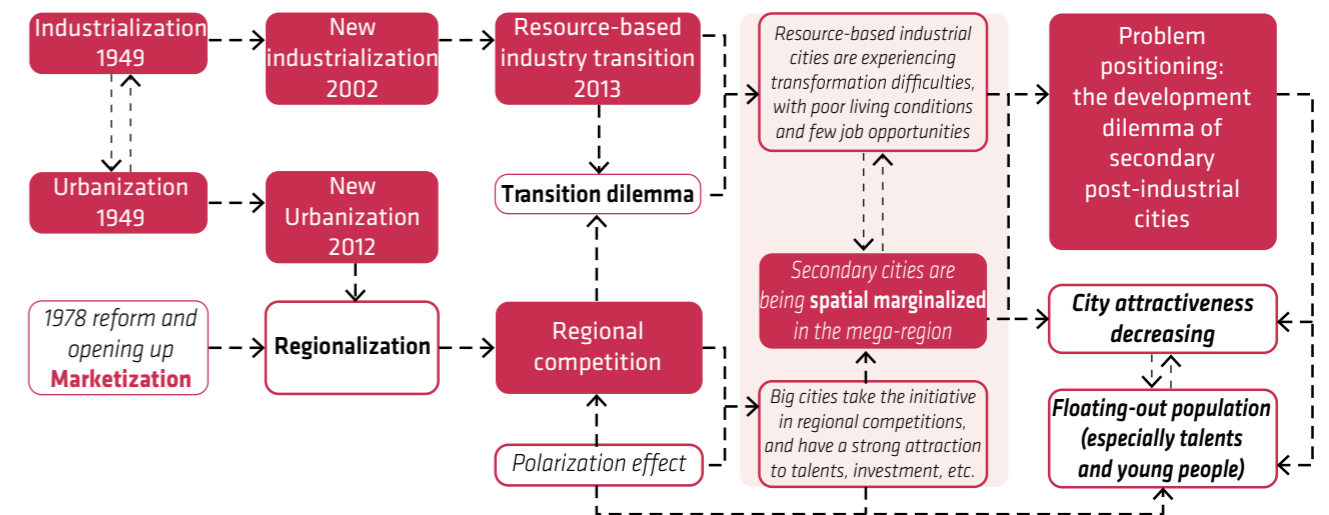 Industrialization
1949
New
industrialization
2002
Resource-based
industry transition
2013
Resource-based industrial
cities are experiencing
transformation difficulties,
with poor living conditions
and few job opportunities
Problem
positioning:
the development
dilemma of
secondary
post-industrial
cities
Urbanization
1949
New
Urbanization
2012
Transition dilemma
Secondary cities are
being spatial marginalized
in the mega-region
1978 reform and
opening up
Marketization
Regionalization
Regional
competition
City attractiveness
decreasing
Polarization effect
Big cities take the initiative
in regional competitions,
and have a strong attraction
to talents, investment, etc.
Floating-out population
(especially talents
and young people)